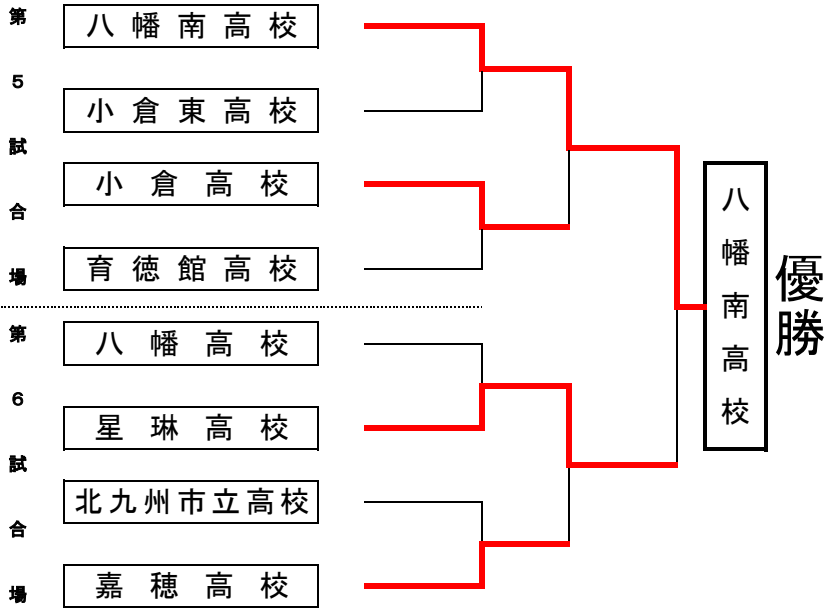 第5試合場
八幡南高校
小倉東高校
小倉高校
育徳館高校
第6試合場
八幡高校
星琳高校
北九州市立高校
嘉穂高校
八幡南高校
優勝